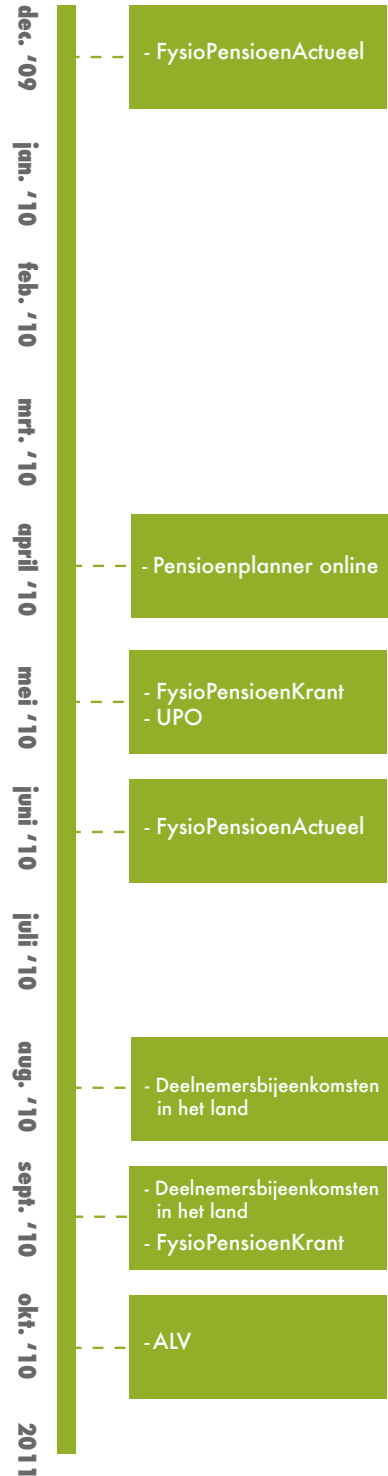 dec. '09
- FysioPensioenActueel
jan. '10
feb. '10
mrt. '10
april '10
- Pensioenplanner online
mei '10
- FysioPensioenKrant
- UPO
juni '10
- FysioPensioenActueel
juli '10
aug. '10
- Deelnemersbijeenkomsten
in het land
sept. '10
- Deelnemersbijeenkomsten
in het land
- FysioPensioenKrant
okt. '10
- ALV
2011